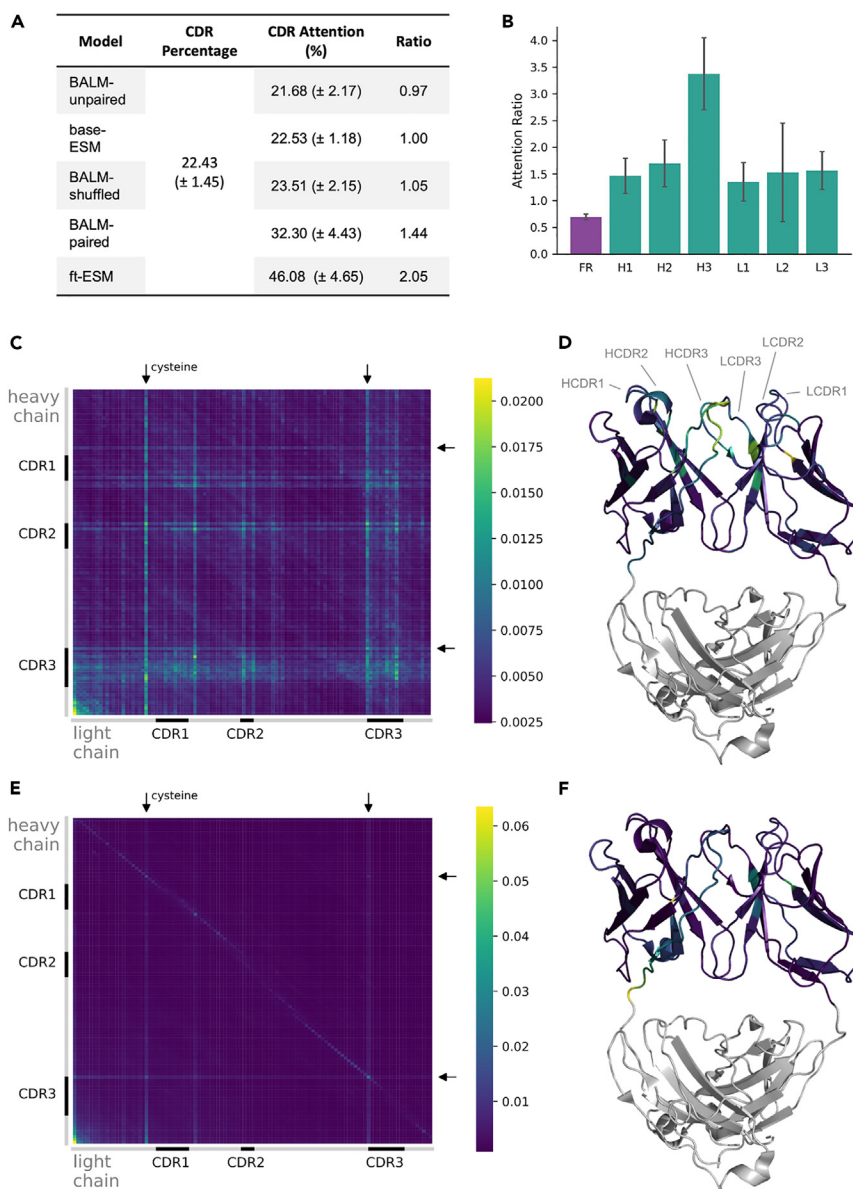 A
Model CDR Percentage CDR Attention (%) Ratio
BALM-unpaired 21.68 (± 2.17) 0.97
base-ESM 22.53 (± 1.18) 1.00
22.43 (± 1.45)
BALM-shuffled 23.51 (± 2.15) 1.05
BALM-paired 32.30 (± 4.43) 1.44
ft-ESM 46.08 (± 4.65) 2.05
B
Attention Ratio
4.0
3.5
3.0
2.5
2.0
1.5
1.0
0.5
0.0
FR H1 H2 H3 L1 L2 L3
C
cysteine
heavy
chain
CDR1
CDR2
CDR3
light
chain
CDR1 CDR2 CDR3
0.0200
0.0175
0.0150
0.0125
0.0100
0.0075
0.0050
0.0025
D
HCDR1
HCDR2
HCDR3
LCDR3
LCDR2
LCDR1
E
cysteine
heavy
chain
CDR1
CDR2
CDR3
light
chain
CDR1 CDR2 CDR3
0.06
0.05
0.04
0.03
0.02
0.01
F